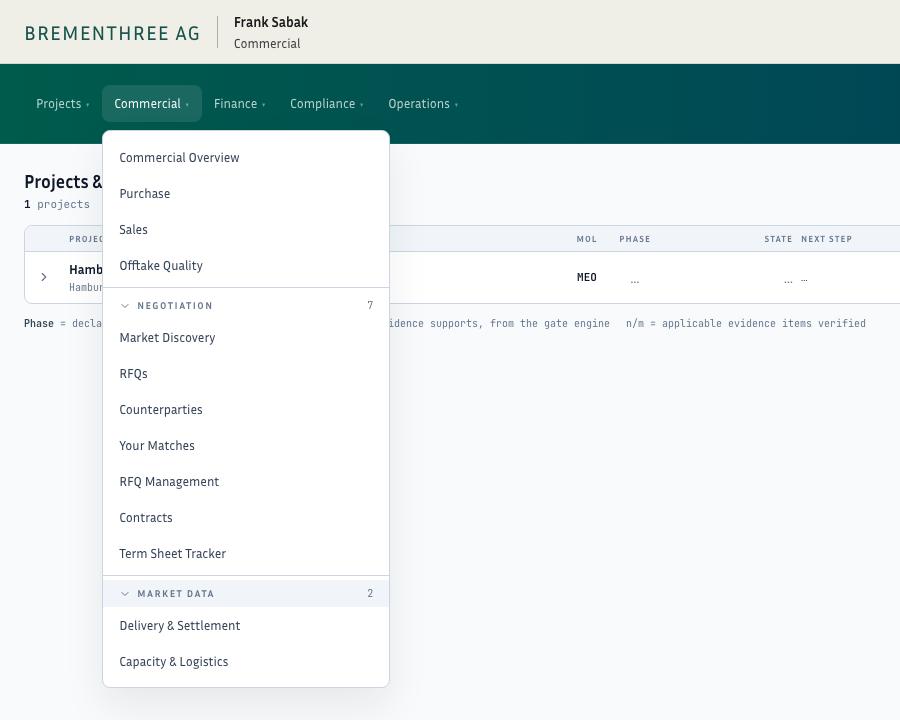 BREMENTHREE AG
Frank Sabak
Commercial
Projects
Commercial
Finance
Compliance
Operations
Projects &
1 projects
MOL
PHASE
STATE
NEXT STEP
MEO
...
...
...
Phase = decla
idence supports, from the gate engine
n/m = applicable evidence items verified
Commercial Overview
Purchase
Sales
Offtake Quality
NEGOTIATION
7
Market Discovery
RFQs
Counterparties
Your Matches
RFQ Management
Contracts
Term Sheet Tracker
MARKET DATA
2
Delivery & Settlement
Capacity & Logistics